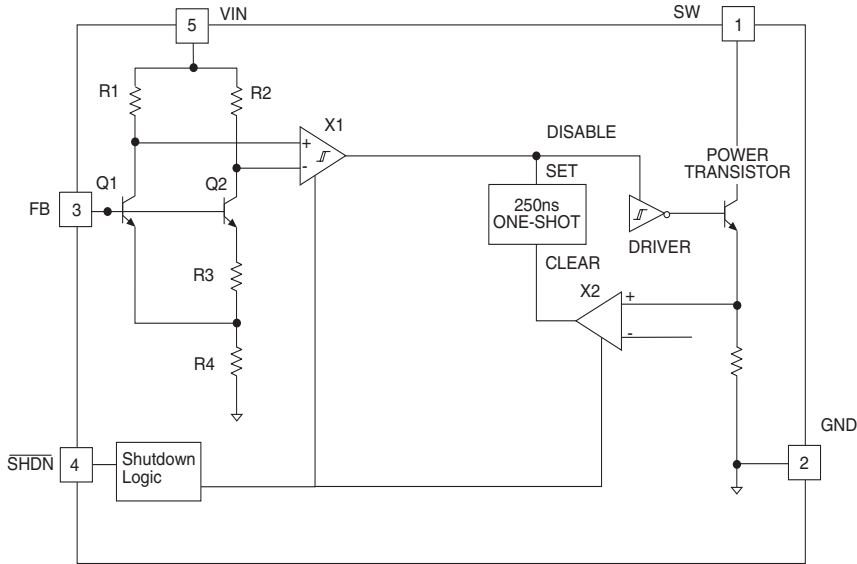 VIN
5
SW
1
R1
R2
X1
+
-
DISABLE
SET
POWER
TRANSISTOR
Q1
Q2
FB
3
250ns
ONE-SHOT
DRIVER
CLEAR
R3
X2
+
-
R4
GND
2
SHDN
4
Shutdown
Logic